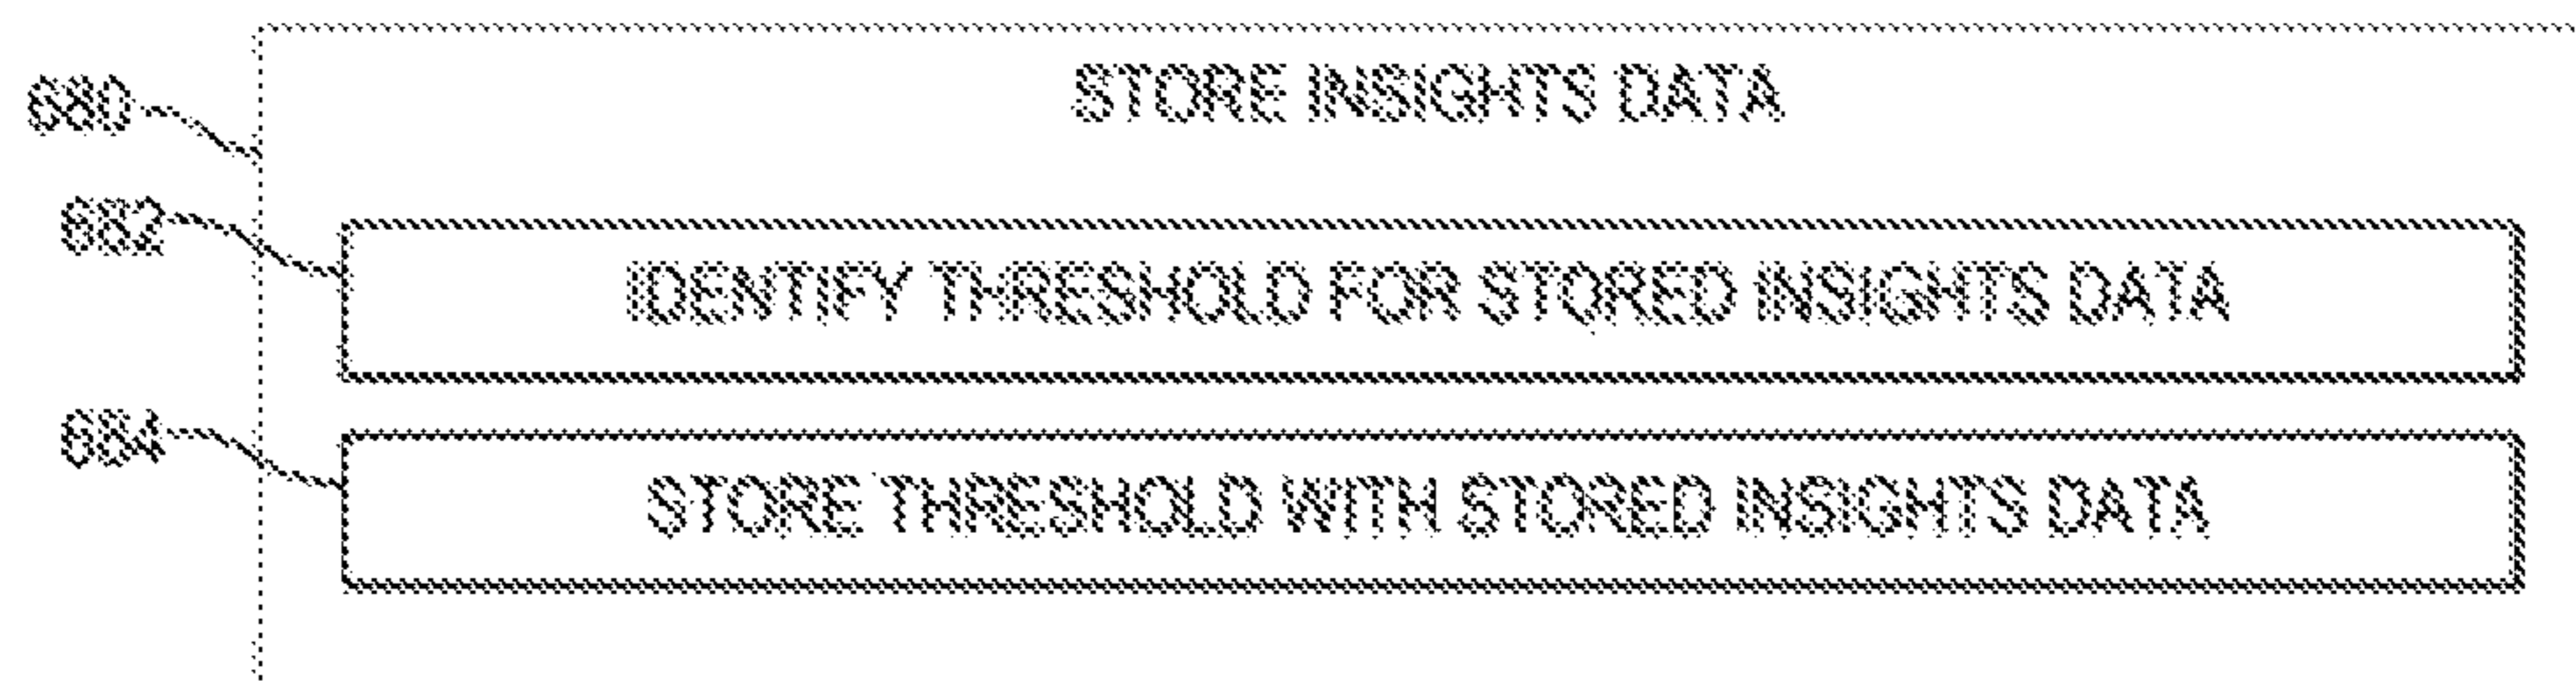 STORE INSIGHTS DATA
680
682
IDENTIFY THRESHOLD FOR STORED INSIGHTS DATA
684
STORE THRESHOLD WITH STORED INSIGHTS DATA